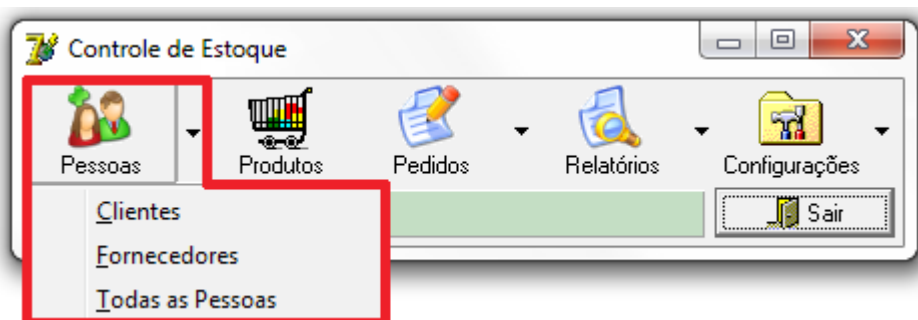 Controle de Estoque
Pessoas
Produtos
Pedidos
Relatórios
Configurações
Clientes
Sair
Fornecedores
Todas as Pessoas